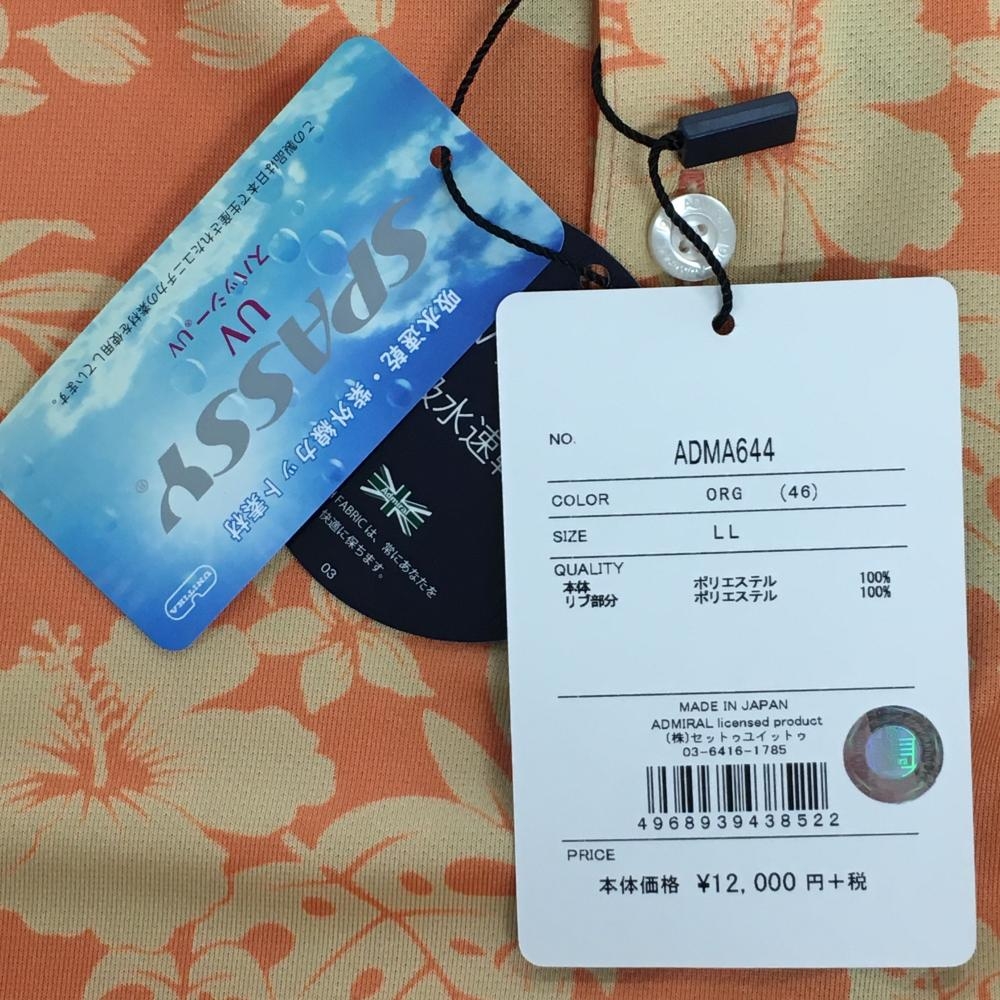 この製品は日本で生産されたユニチカの素材を使用しています。
スパッシー®UV
UV
SPASSY®
吸水速乾・紫外線カット素材
UNITIKA
吸水速乾
Admiral
FABRIC は、常にあなたを
快適に保ちます。
03
NO. ADMA644
COLOR ORG (46)
SIZE LL
QUALITY
本体 ポリエステル 100%
リブ部分 ポリエステル 100%
MADE IN JAPAN
ADMIRAL licensed product
(株)セットゥユイットゥ
03-6416-1785
4968939438522
PRICE
本体価格 ¥12,000 円+税